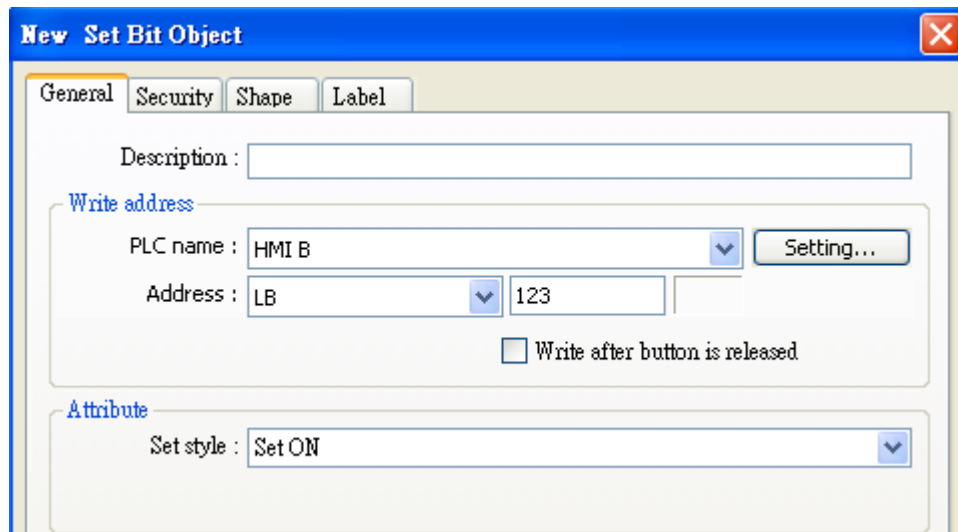 New Set Bit Object
General Security Shape Label
Description :
Write address
PLC name : HMI B Setting...
Address : LB 123
Write after button is released
Attribute
Set style : Set ON